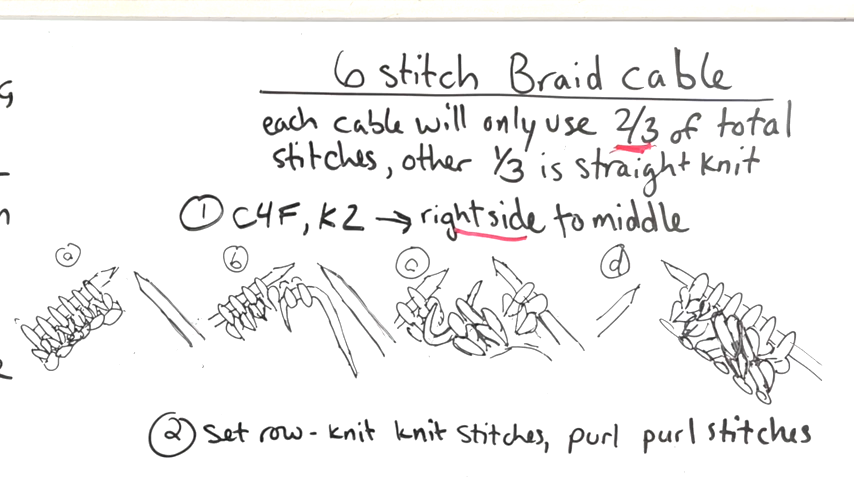 6 stitch Braid cable
each cable will only use 2/3 of total
stitches, other 1/3 is straight knit
① C4F, K2 → right side to middle
a b c d
② Set row - knit knit stitches, purl purl stitches